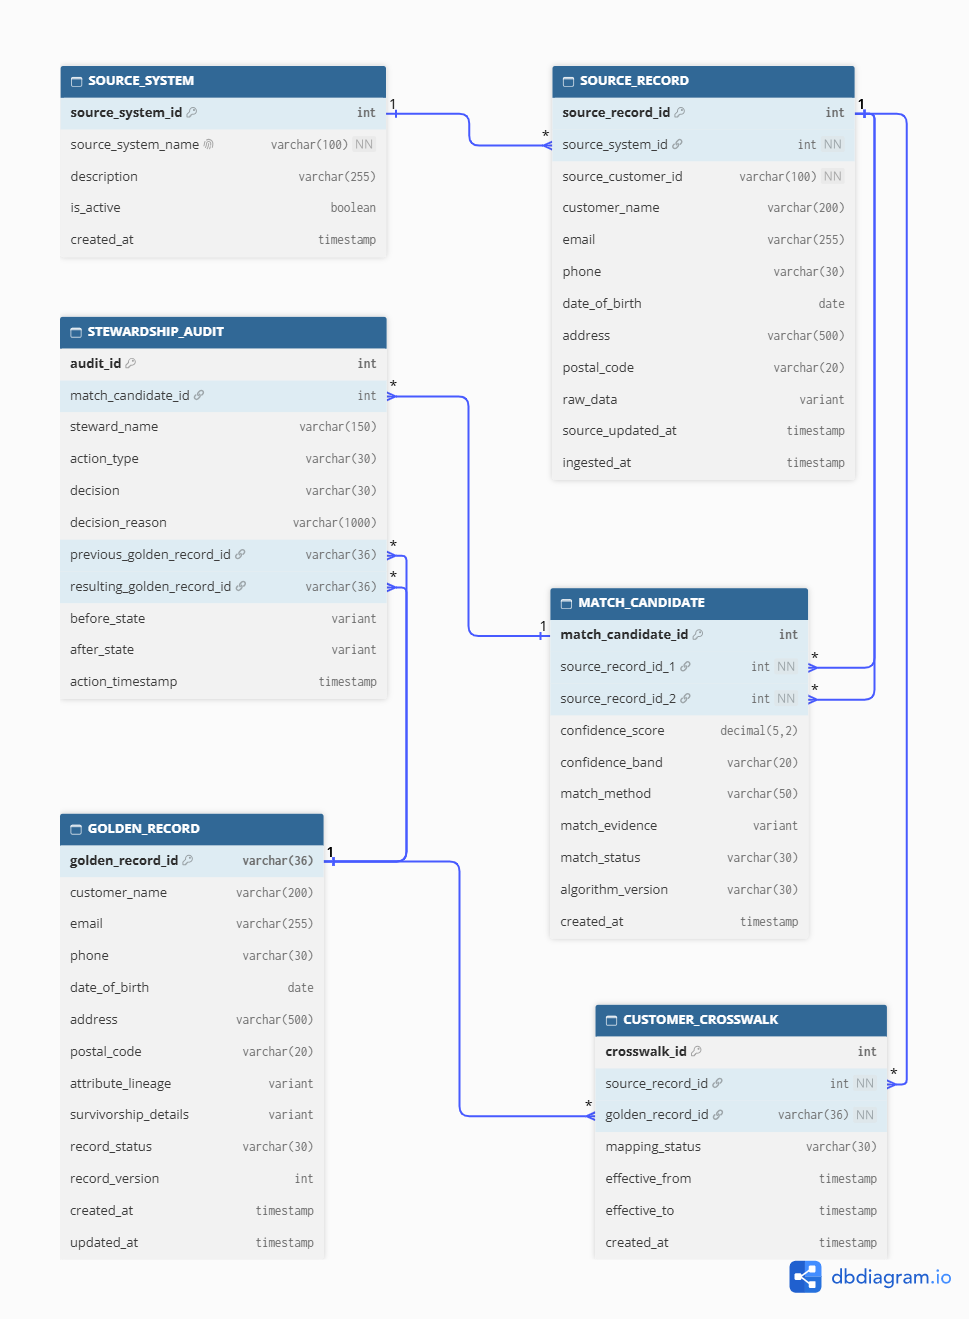 SOURCE_SYSTEM
source_system_id int
source_system_name varchar(100) NN
description varchar(255)
is_active boolean
created_at timestamp
1
*
SOURCE_RECORD
source_record_id int
source_system_id int NN
source_customer_id varchar(100) NN
customer_name varchar(200)
email varchar(255)
phone varchar(30)
date_of_birth date
address varchar(500)
postal_code varchar(20)
raw_data variant
source_updated_at timestamp
ingested_at timestamp
1
STEWARDSHIP_AUDIT
audit_id int
match_candidate_id int
steward_name varchar(150)
action_type varchar(30)
decision varchar(30)
decision_reason varchar(1000)
previous_golden_record_id varchar(36)
resulting_golden_record_id varchar(36)
before_state variant
after_state variant
action_timestamp timestamp
*
*
*
1
MATCH_CANDIDATE
match_candidate_id int
source_record_id_1 int NN
source_record_id_2 int NN
confidence_score decimal(5,2)
confidence_band varchar(20)
match_method varchar(50)
match_evidence variant
match_status varchar(30)
algorithm_version varchar(30)
created_at timestamp
*
*
GOLDEN_RECORD
golden_record_id varchar(36)
customer_name varchar(200)
email varchar(255)
phone varchar(30)
date_of_birth date
address varchar(500)
postal_code varchar(20)
attribute_lineage variant
survivorship_details variant
record_status varchar(30)
record_version int
created_at timestamp
updated_at timestamp
1
*
CUSTOMER_CROSSWALK
crosswalk_id int
source_record_id int NN
golden_record_id varchar(36) NN
mapping_status varchar(30)
effective_from timestamp
effective_to timestamp
created_at timestamp
*
dbdiagram.io